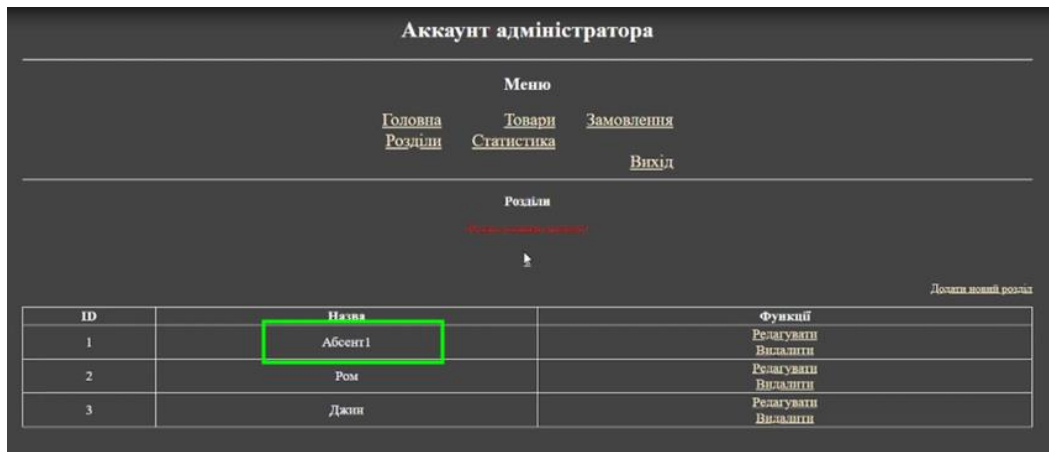 Аккаунт адміністратора
Меню
Головна Товари Замовлення
Розділи Статистика
Вихід
Розділи
Додати новий розділ
ID Назва Функції
1 Абсент1 Редагувати
Видалити
2 Ром Редагувати
Видалити
3 Джин Редагувати
Видалити